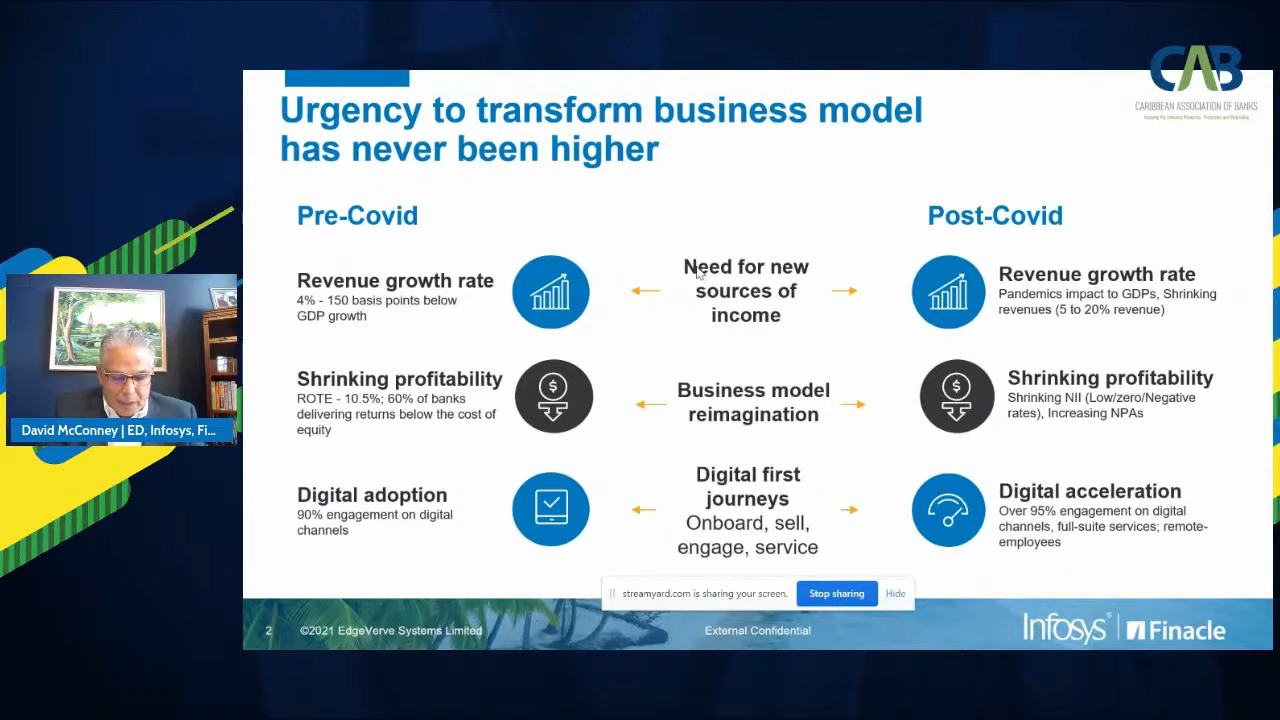 CAB
CARIBBEAN ASSOCIATION OF BANKS
Urgency to transform business model
has never been higher
Pre-Covid
Post-Covid
Revenue growth rate
4% - 150 basis points below
GDP growth
Need for new
sources of
income
Revenue growth rate
Pandemics impact to GDPs, Shrinking
revenues (5 to 20% revenue)
Shrinking profitability
ROTE - 10.5%; 60% of banks
delivering returns below the cost of
equity
Business model
reimagination
Shrinking profitability
Shrinking NII (Low/zero/Negative
rates), Increasing NPAs
Digital adoption
90% engagement on digital
channels
Digital first
journeys
Onboard, sell,
engage, service
Digital acceleration
Over 95% engagement on digital
channels, full-suite services; remote-
employees
David McConney | ED, Infosys, Fi...
streamyard.com is sharing your screen.
Stop sharing
Hide
2
©2021 EdgeVerve Systems Limited
External Confidential
Infosys® | Finacle